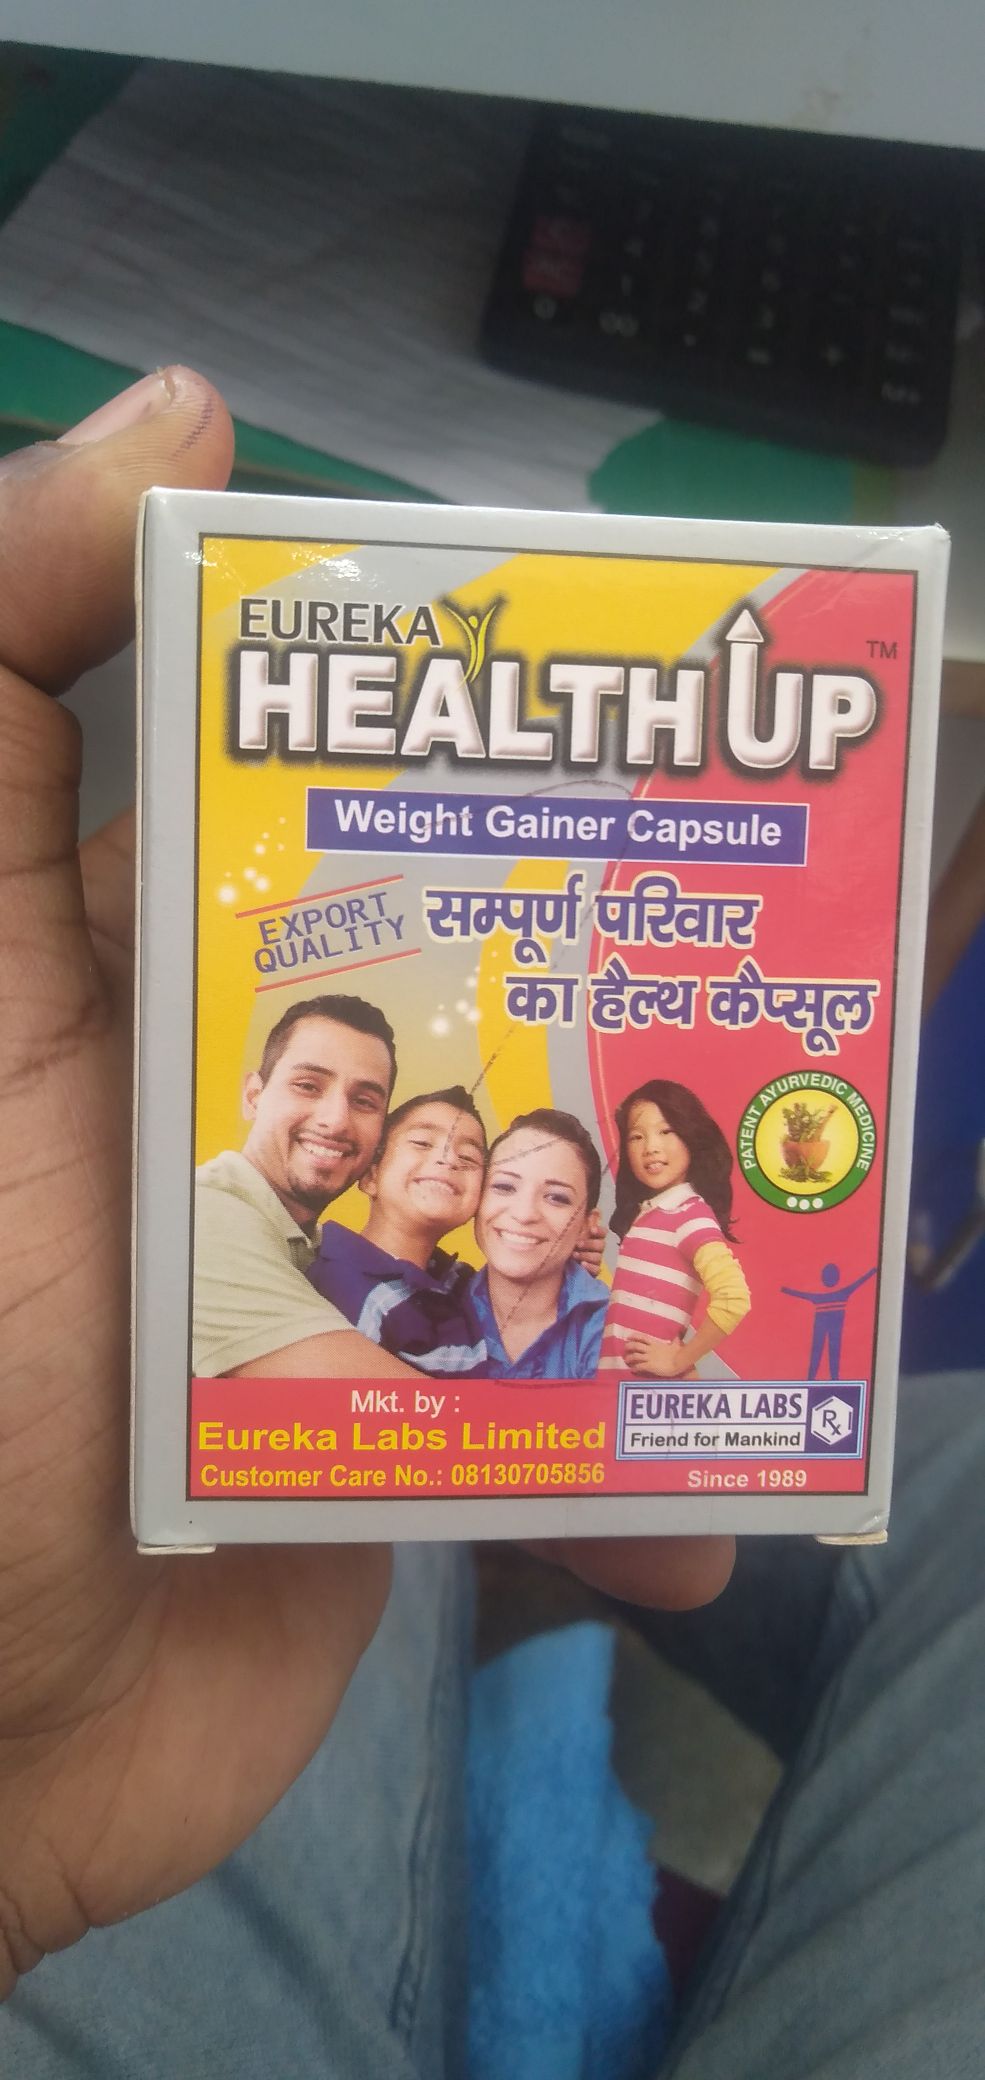 EUREKA
HEALTH UP
TM
Weight Gainer Capsule
EXPORT
QUALITY
सम्पूर्ण परिवार
का हैल्थ कैप्सूल
PATENT AYURVEDIC MEDICINE
Mkt. by :
Eureka Labs Limited
Customer Care No.: 08130705856
EUREKA LABS
Rx
Friend for Mankind
Since 1989